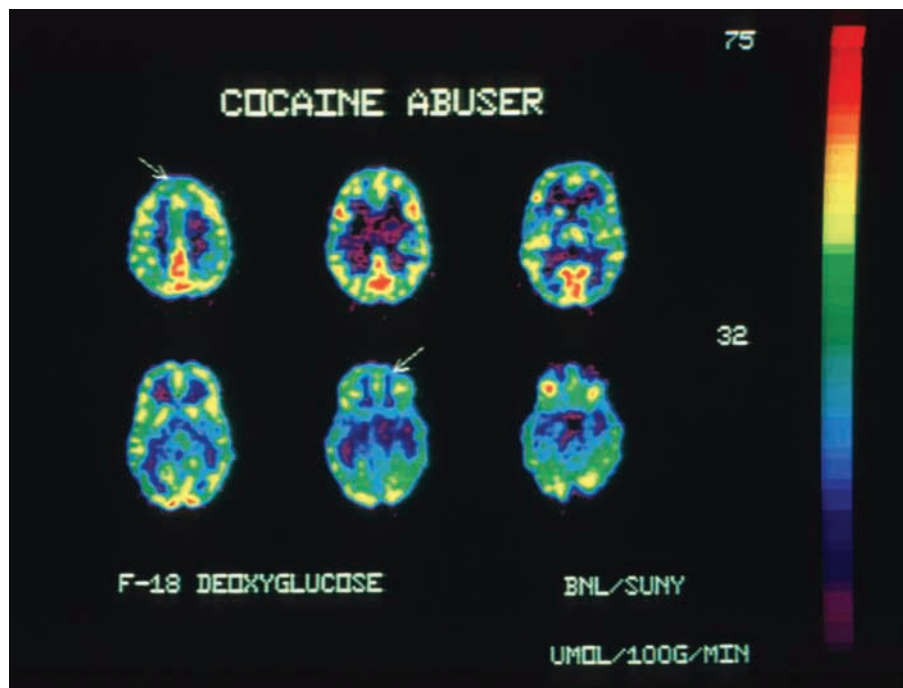 75
COCAINE ABUSER
32
F-18 DEOXYGLUCOSE
BNL/SUNY
UMOL/100G/MIN